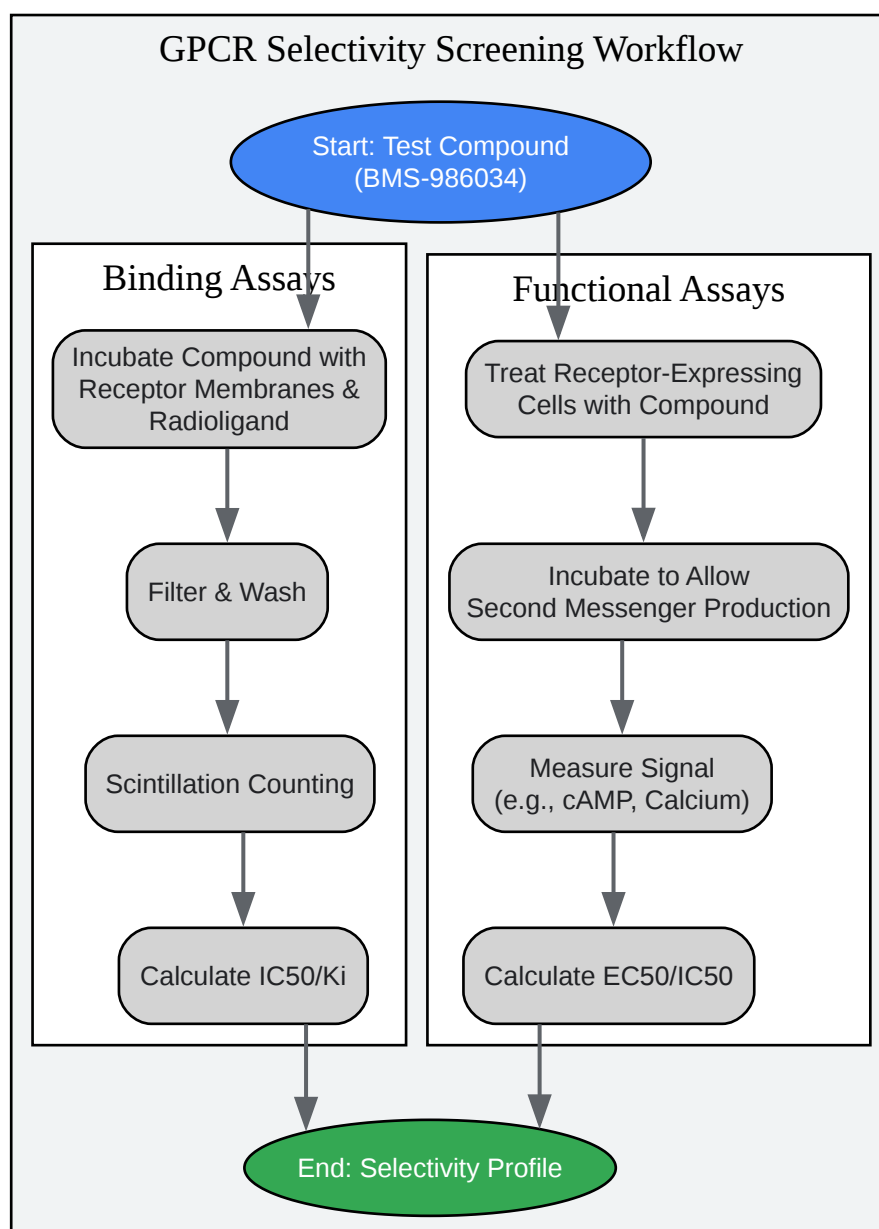 GPCR Selectivity Screening Workflow
Start: Test Compound
(BMS-986034)
Binding Assays
Incubate Compound with
Receptor Membranes &
Radioligand
Filter & Wash
Scintillation Counting
Calculate IC50/Ki
Functional Assays
Treat Receptor-Expressing
Cells with Compound
Incubate to Allow
Second Messenger Production
Measure Signal
(e.g., cAMP, Calcium)
Calculate EC50/IC50
End: Selectivity Profile